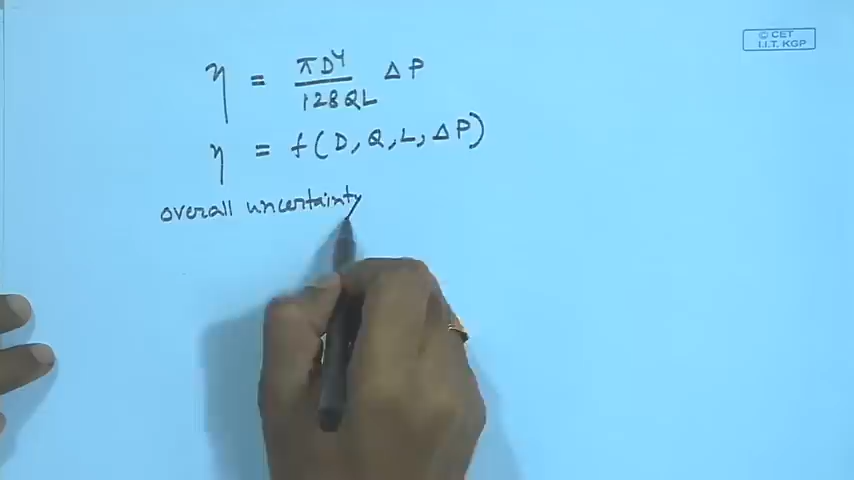 © CET
I.I.T. KGP
η = πD⁴/128QL ΔP
η = f(D, Q, L, ΔP)
overall uncertainty